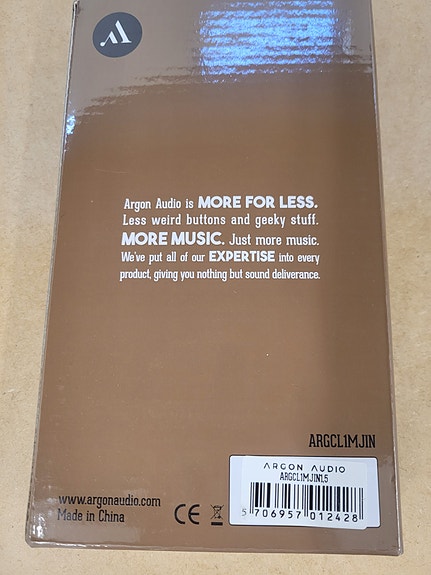 Argon Audio is MORE FOR LESS.
Less weird buttons and geeky stuff.
MORE MUSIC. Just more music.
We've put all of our EXPERTISE into every
product, giving you nothing but sound deliverance.
ARGCL1MJIN
ARGON AUDIO
ARGCL1MJIN1,5
5 706957 012428
www.argonaudio.com
Made in China
CE